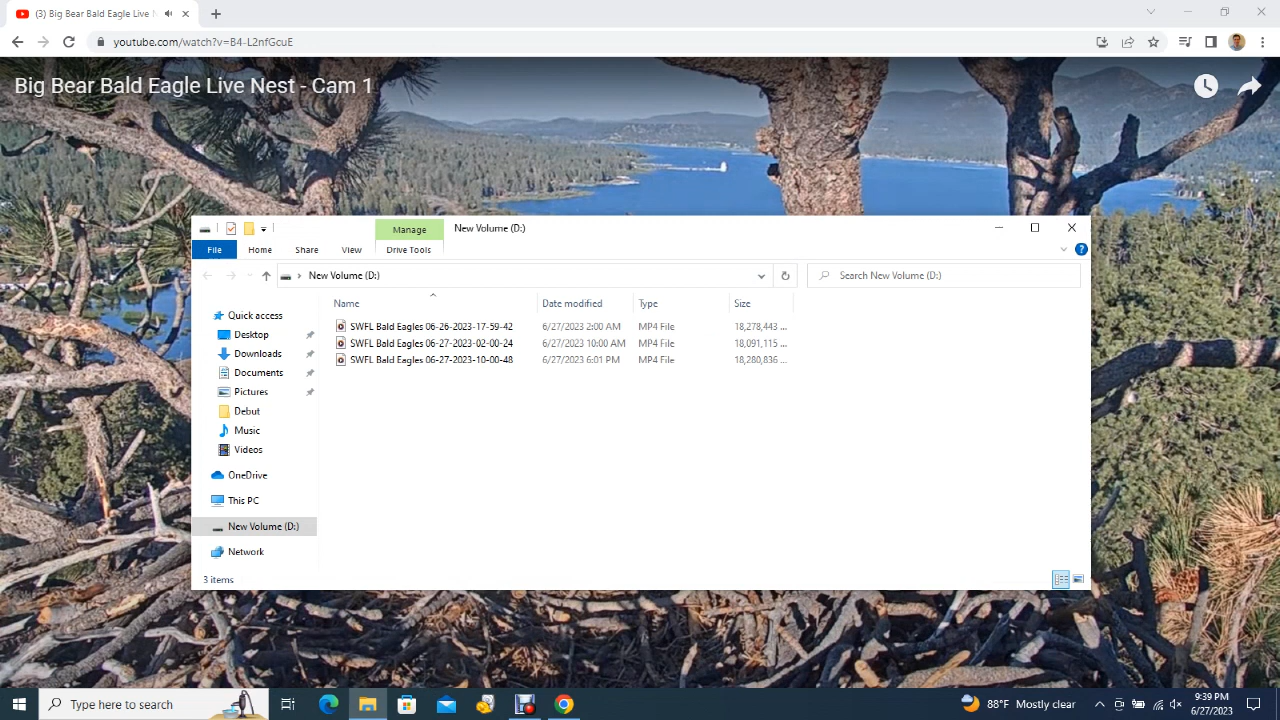 (3) Big Bear Bald Eagle Live N
youtube.com/watch?v=B4-L2nfGcuE
Big Bear Bald Eagle Live Nest - Cam 1
Manage
New Volume (D:)
File
Home
Share
View
Drive Tools
New Volume (D:)
Search New Volume (D:)
Name
Date modified
Type
Size
SWFL Bald Eagles 06-26-2023-17-59-42 6/27/2023 2:00 AM MP4 File 18,278,443 ...
SWFL Bald Eagles 06-27-2023-02-00-24 6/27/2023 10:00 AM MP4 File 18,091,115 ...
SWFL Bald Eagles 06-27-2023-10-00-48 6/27/2023 6:01 PM MP4 File 18,280,836 ...
Quick access
Desktop
Downloads
Documents
Pictures
Debut
Music
Videos
OneDrive
This PC
New Volume (D:)
Network
3 items
Type here to search
88°F Mostly clear
9:39 PM
6/27/2023